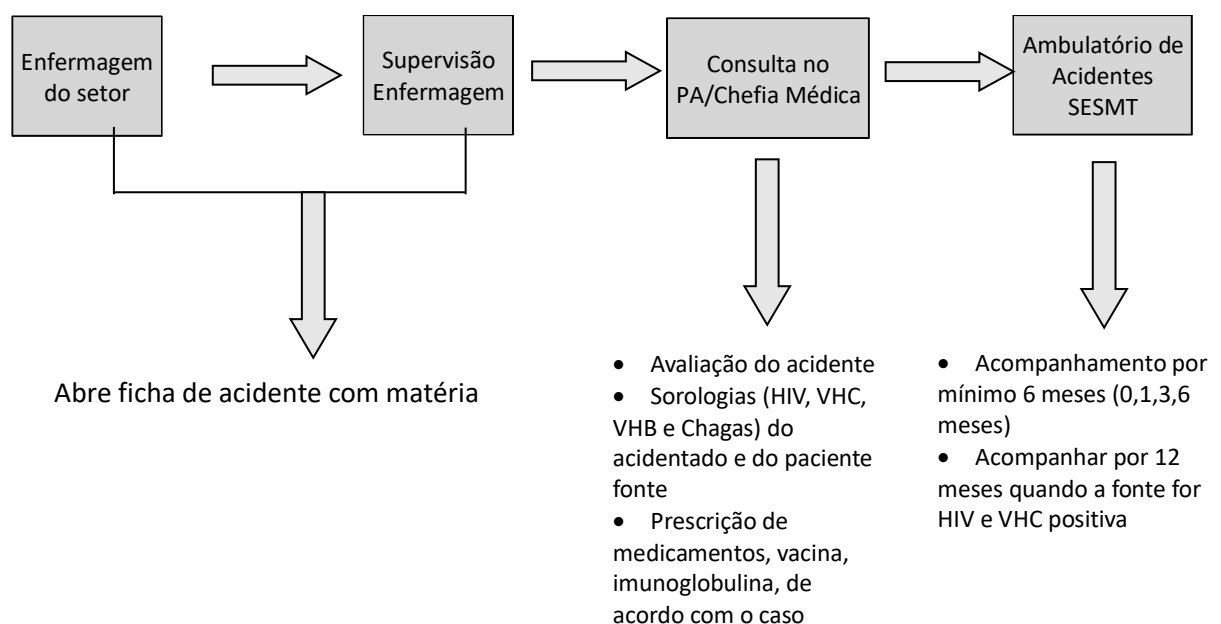 Enfermagem
do setor
Supervisão
Enfermagem
Consulta no
PA/Chefia Médica
Ambulatório de
Acidentes
SESMT
Abre ficha de acidente com matéria
• Avaliação do acidente
• Sorologias (HIV, VHC,
VHB e Chagas) do
acidentado e do paciente
fonte
• Prescrição de
medicamentos, vacina,
imunoglobulina, de
acordo com o caso
• Acompanhamento por
mínimo 6 meses (0,1,3,6
meses)
• Acompanhar por 12
meses quando a fonte for
HIV e VHC positiva